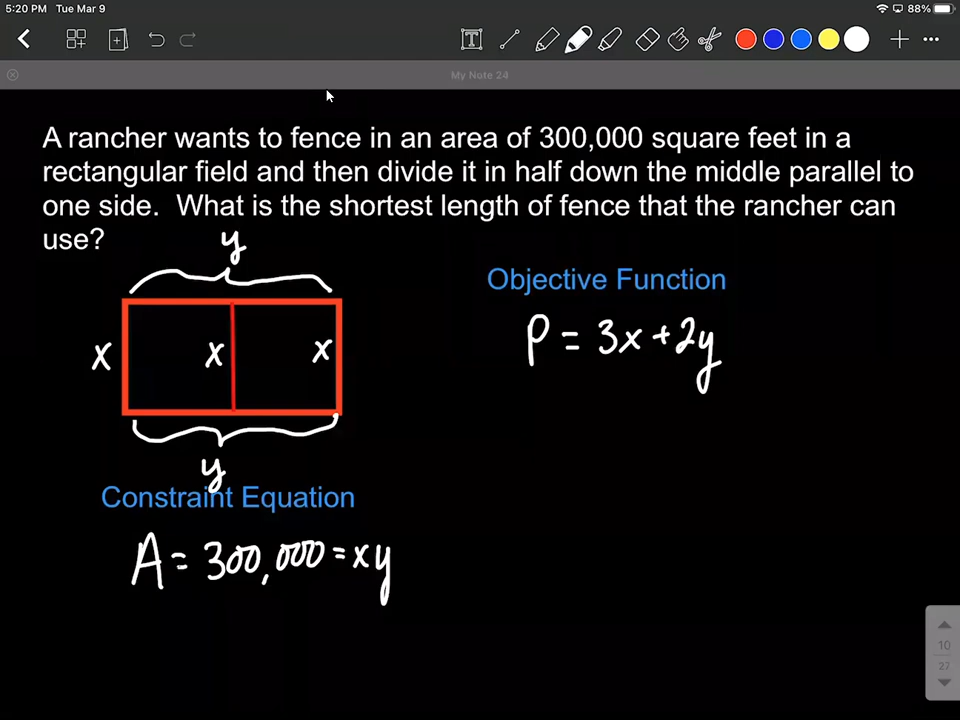 5:20 PM Tue Mar 9
88%
My Note 24
A rancher wants to fence in an area of 300,000 square feet in a
rectangular field and then divide it in half down the middle parallel to
one side. What is the shortest length of fence that the rancher can
use?
y
Objective Function
P = 3x + 2y
x x x
y
Constraint Equation
A = 300,000 = xy
10
27